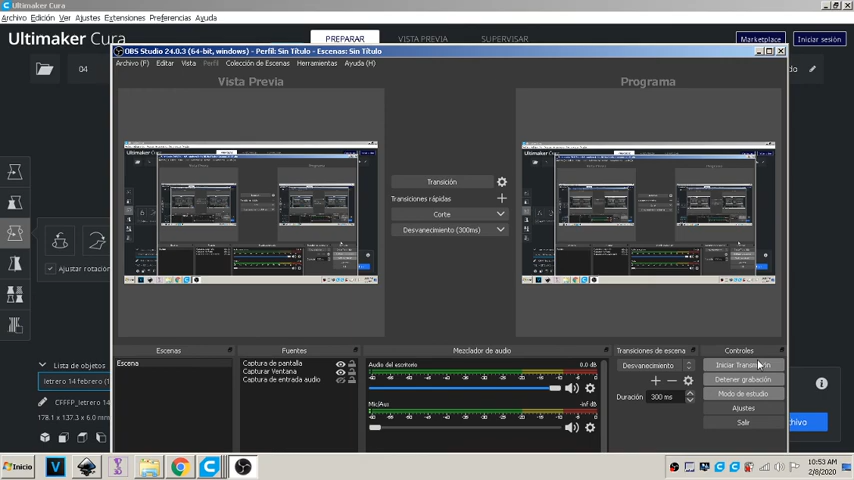 Ultimaker Cura
Archivo Edición Ver Ajustes Extensiones Preferencias Ayuda
Ultimaker Cura
PREPARAR
VISTA PREVIA
SUPERVISAR
Marketplace
Iniciar sesión
04
OBS Studio 24.0.3 (64-bit, windows) - Perfil: Sin Título - Escenas: Sin Título
Archivo (F) Editar Vista Perfil Colección de Escenas Herramientas Ayuda (H)
Vista Previa
Programa
Transición
Transiciones rápidas
Corte
Desvanecimiento (300ms)
Ajustar rotación
Escenas
Fuentes
Mezclador de audio
Transiciones de escena
Controles
Escena
Captura de pantalla
Capturar Ventana
Captura de entrada audio
Audio del escritorio
0.0 dB
Mic/Aux
-inf dB
Desvanecimiento
Duración
300 ms
Iniciar Transmisión
Detener grabación
Modo de estudio
Ajustes
Salir
Lista de objetos
letrero 14 febrero (1
CFFFP_letrero 14
178.1 x 137.3 x 6.0 m
Inicio
10:53 AM
2/8/2020